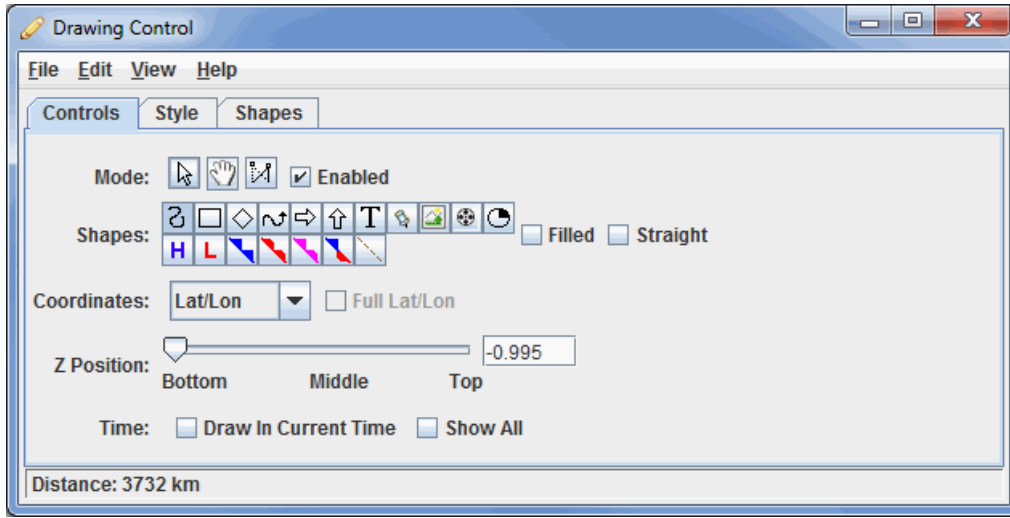 Drawing Control
File Edit View Help
Controls Style Shapes
Mode: Enabled
Shapes: T Filled Straight
H L
Coordinates: Lat/Lon Full Lat/Lon
Z Position: -0.995
Bottom Middle Top
Time: Draw In Current Time Show All
Distance: 3732 km